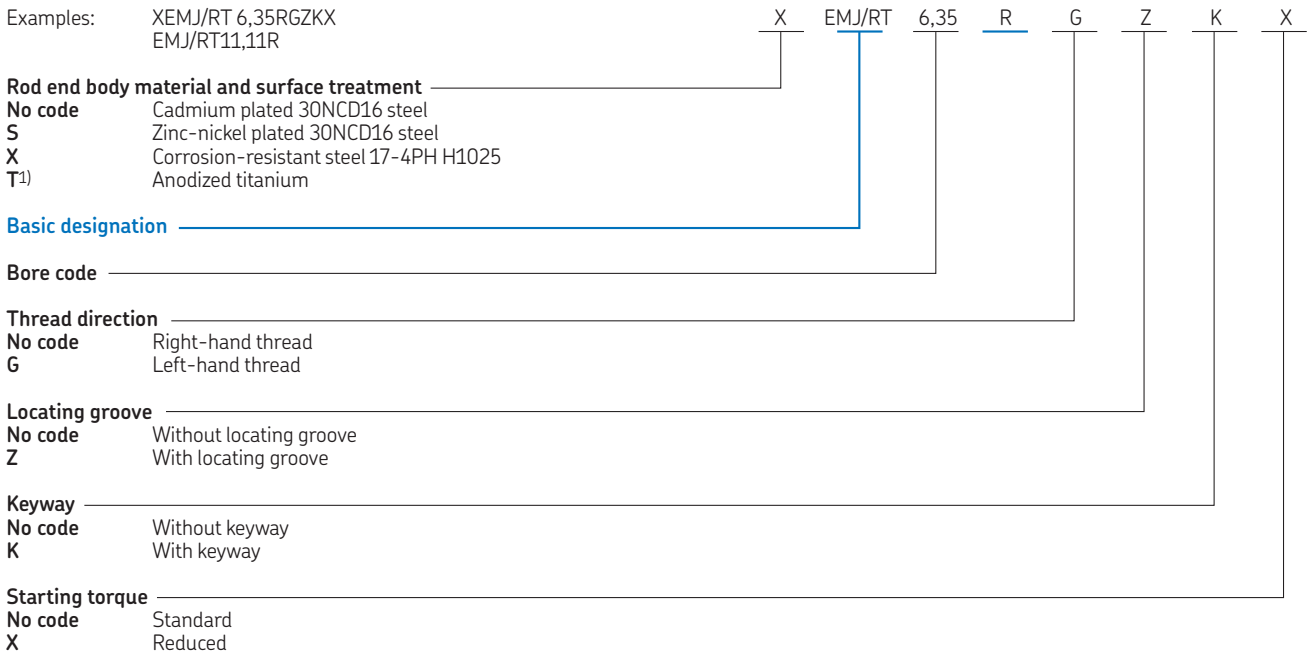 Examples: XEMJ/RT 6,35RGZKX X EMJ/RT 6,35 R G Z K X
EMJ/RT11,11R
Rod end body material and surface treatment
No code Cadmium plated 30NCD16 steel
S Zinc-nickel plated 30NCD16 steel
X Corrosion-resistant steel 17-4PH H1025
T1) Anodized titanium
Basic designation
Bore code
Thread direction
No code Right-hand thread
G Left-hand thread
Locating groove
No code Without locating groove
Z With locating groove
Keyway
No code Without keyway
K With keyway
Starting torque
No code Standard
X Reduced